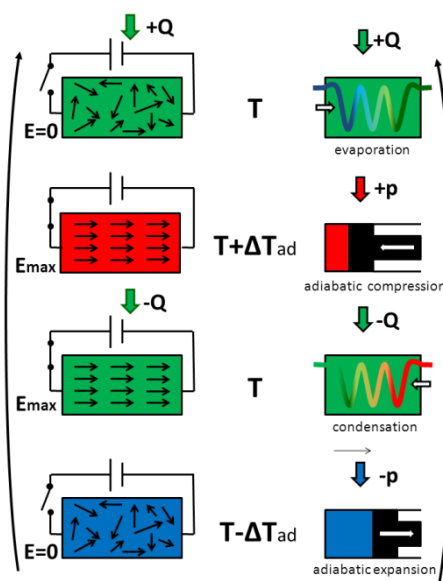 +Q +Q
E=0 T
evaporation
+p
Emax T+ΔTad
adiabatic compression
-Q -Q
Emax T
condensation
-p
E=0 T-ΔTad
adiabatic expansion